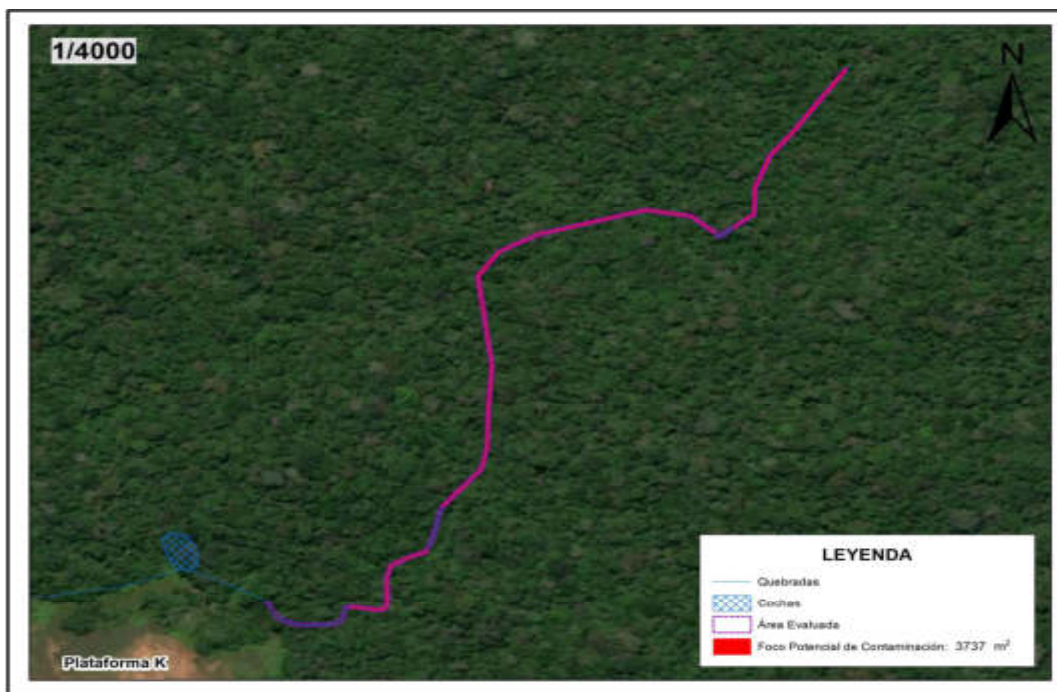 1/4000
N
LEYENDA
Quebradas
Cochas
Área Evaluada
Foco Potencial de Contaminación: 3737 m²
Plataforma K